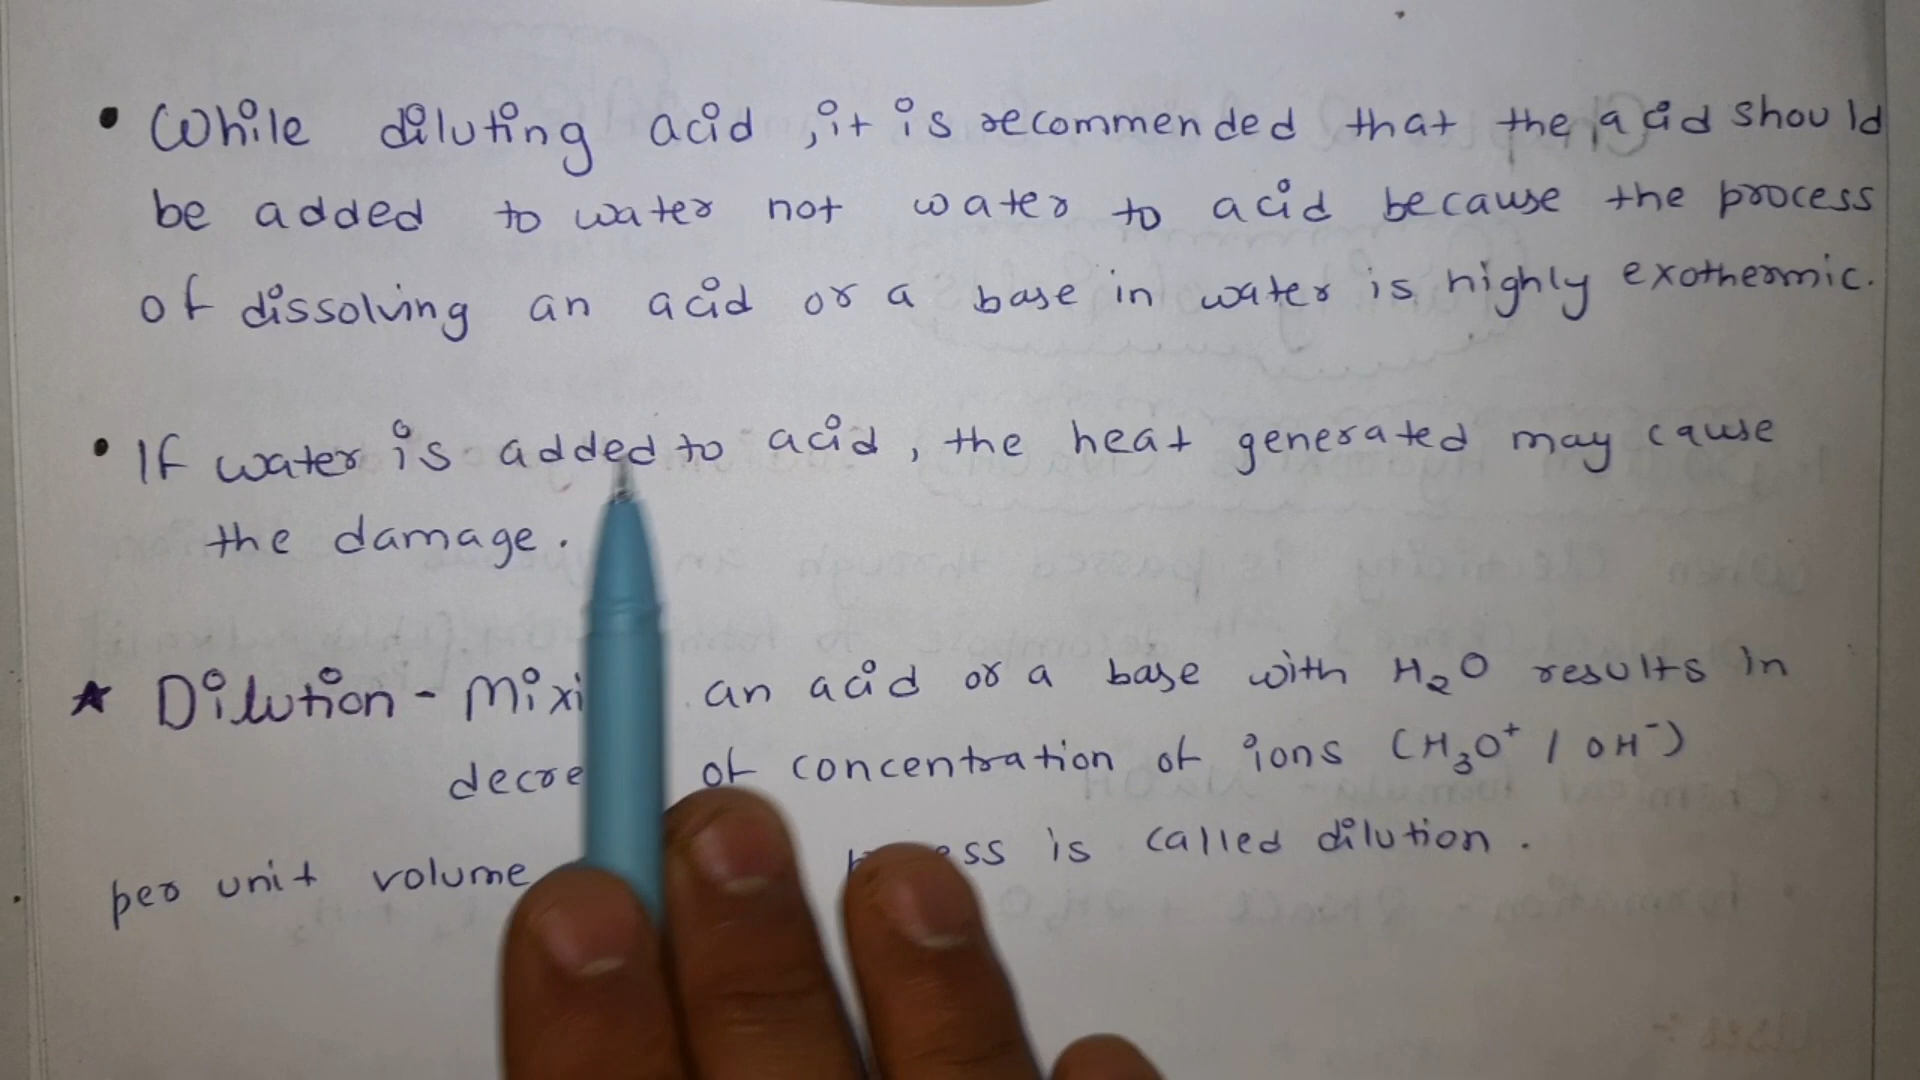 • While diluting acid, it is recommended that the acid should
be added to water not water to acid because the process
of dissolving an acid or a base in water is highly exothermic.
• If water is added to acid, the heat generated may cause
the damage.
★ Dilution - Mixi an acid or a base with H₂O results in
decre of concentration of ions (H₃O⁺ / OH⁻)
per unit volume ess is called dilution.